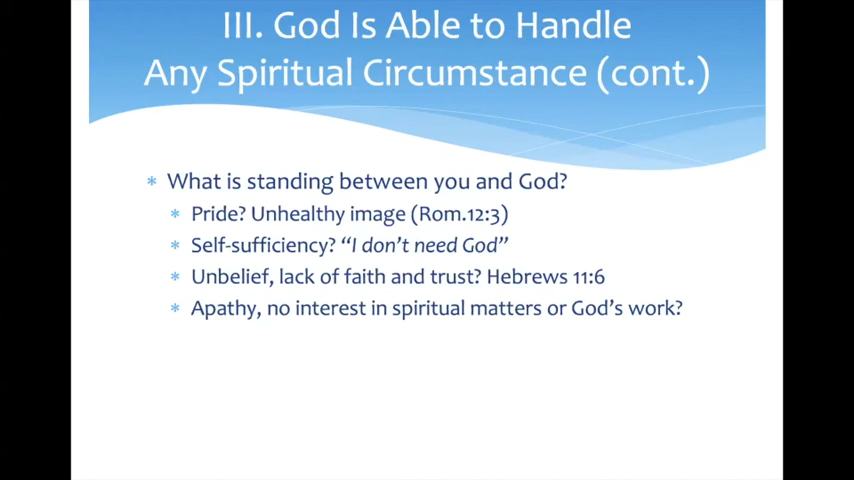 III. God Is Able to Handle
Any Spiritual Circumstance (cont.)
* What is standing between you and God?
* Pride? Unhealthy image (Rom.12:3)
* Self-sufficiency? “I don’t need God”
* Unbelief, lack of faith and trust? Hebrews 11:6
* Apathy, no interest in spiritual matters or God’s work?